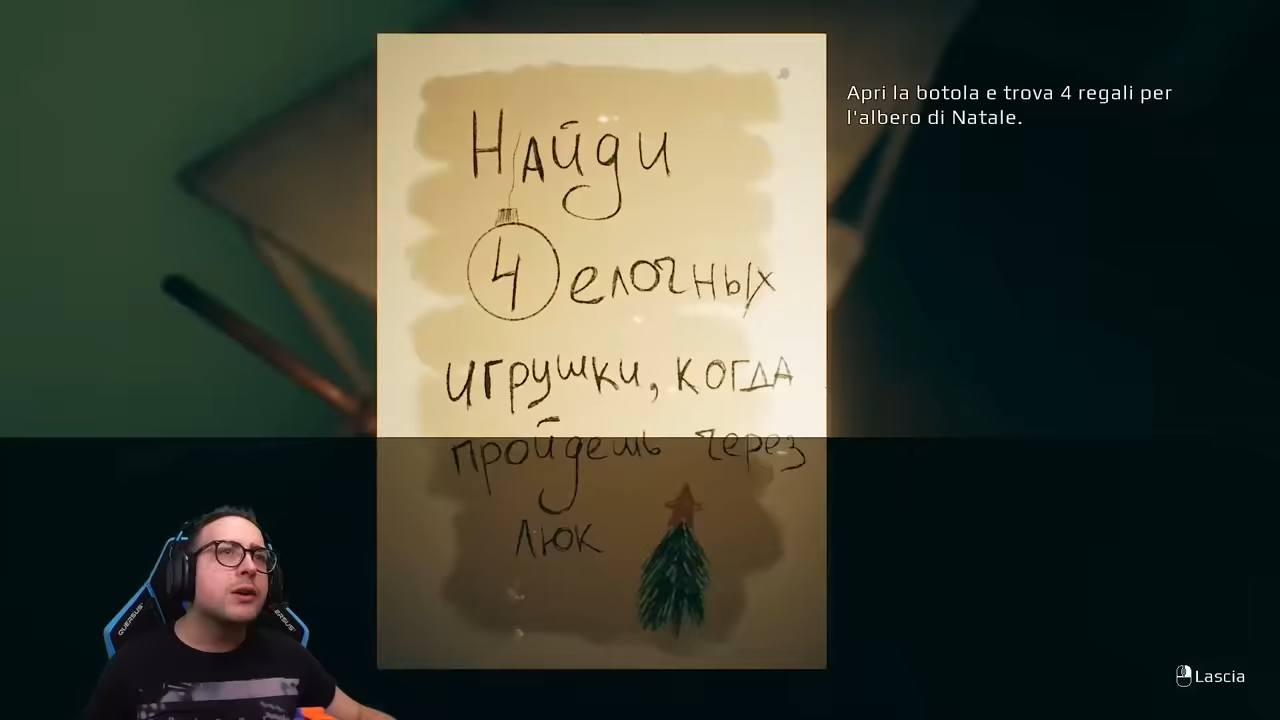 Найди
4 елочных
игрушки, когда
пройдешь через
люк
Apri la botola e trova 4 regali per
l'albero di Natale.
QUERSUS
Lascia